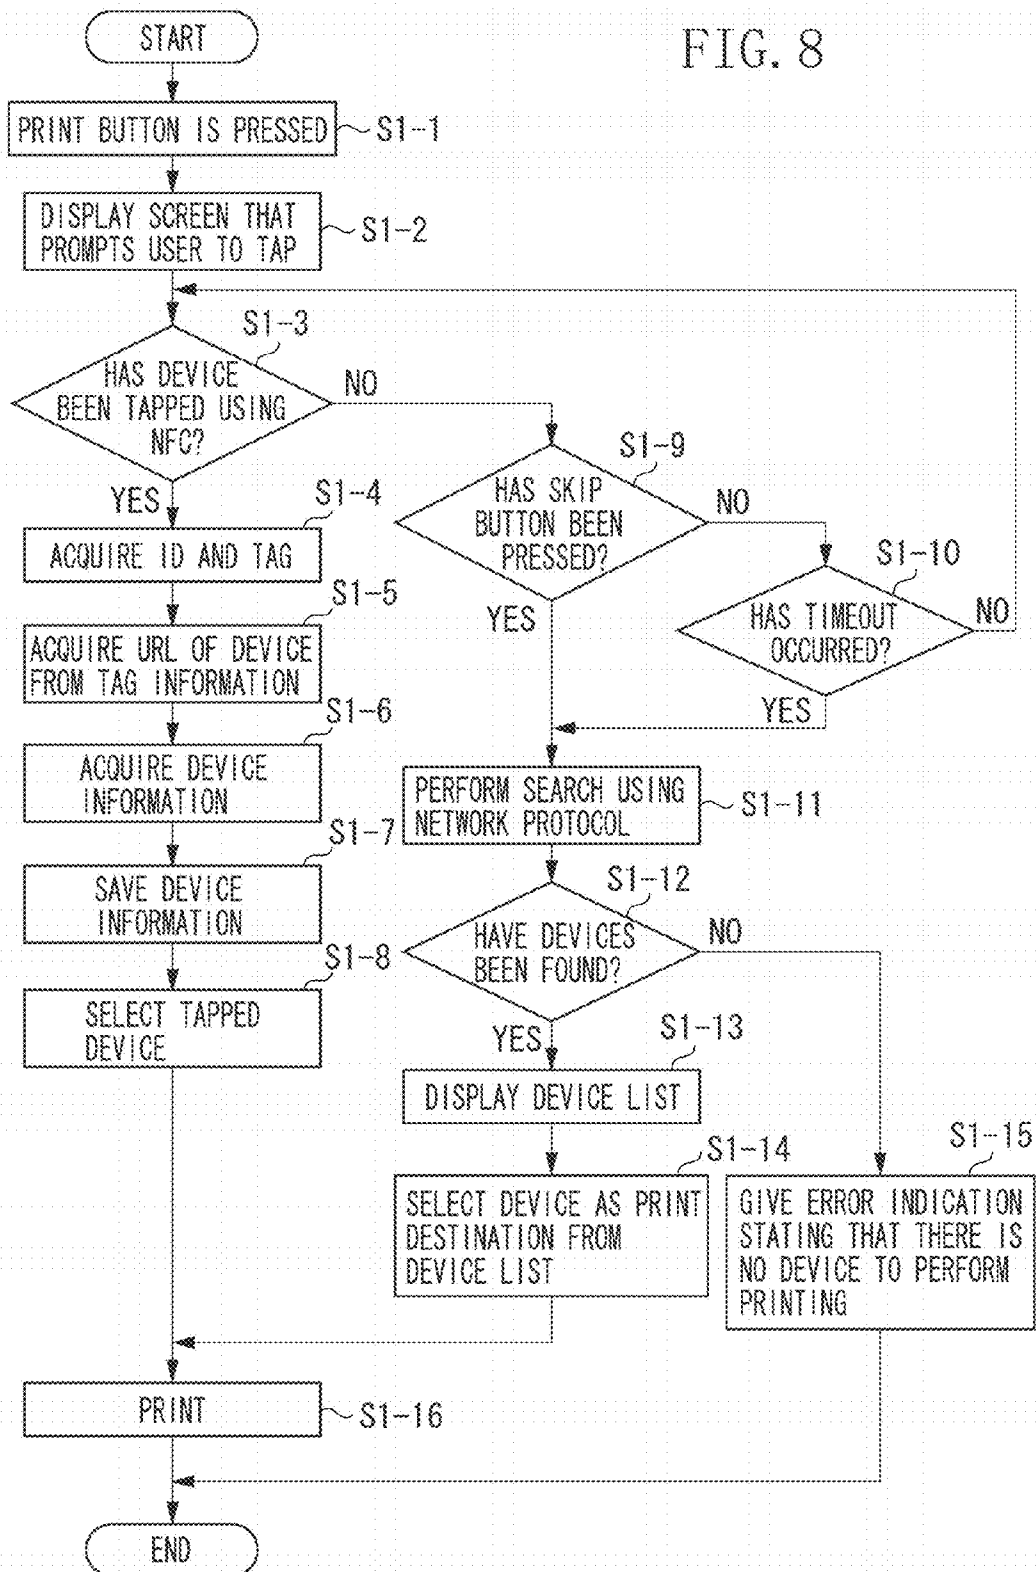 FIG. 8
START
PRINT BUTTON IS PRESSED
S1-1
DISPLAY SCREEN THAT
PROMPTS USER TO TAP
S1-2
S1-3
HAS DEVICE
BEEN TAPPED USING
NFC?
NO
YES
S1-4
ACQUIRE ID AND TAG
S1-5
ACQUIRE URL OF DEVICE
FROM TAG INFORMATION
S1-6
ACQUIRE DEVICE
INFORMATION
S1-7
SAVE DEVICE
INFORMATION
S1-8
SELECT TAPPED
DEVICE
S1-9
HAS SKIP
BUTTON BEEN
PRESSED?
NO
YES
S1-10
HAS TIMEOUT
OCCURRED?
NO
YES
PERFORM SEARCH USING
NETWORK PROTOCOL
S1-11
S1-12
HAVE DEVICES
BEEN FOUND?
NO
YES
S1-13
DISPLAY DEVICE LIST
S1-14
SELECT DEVICE AS PRINT
DESTINATION FROM
DEVICE LIST
S1-15
GIVE ERROR INDICATION
STATING THAT THERE IS
NO DEVICE TO PERFORM
PRINTING
PRINT
S1-16
END